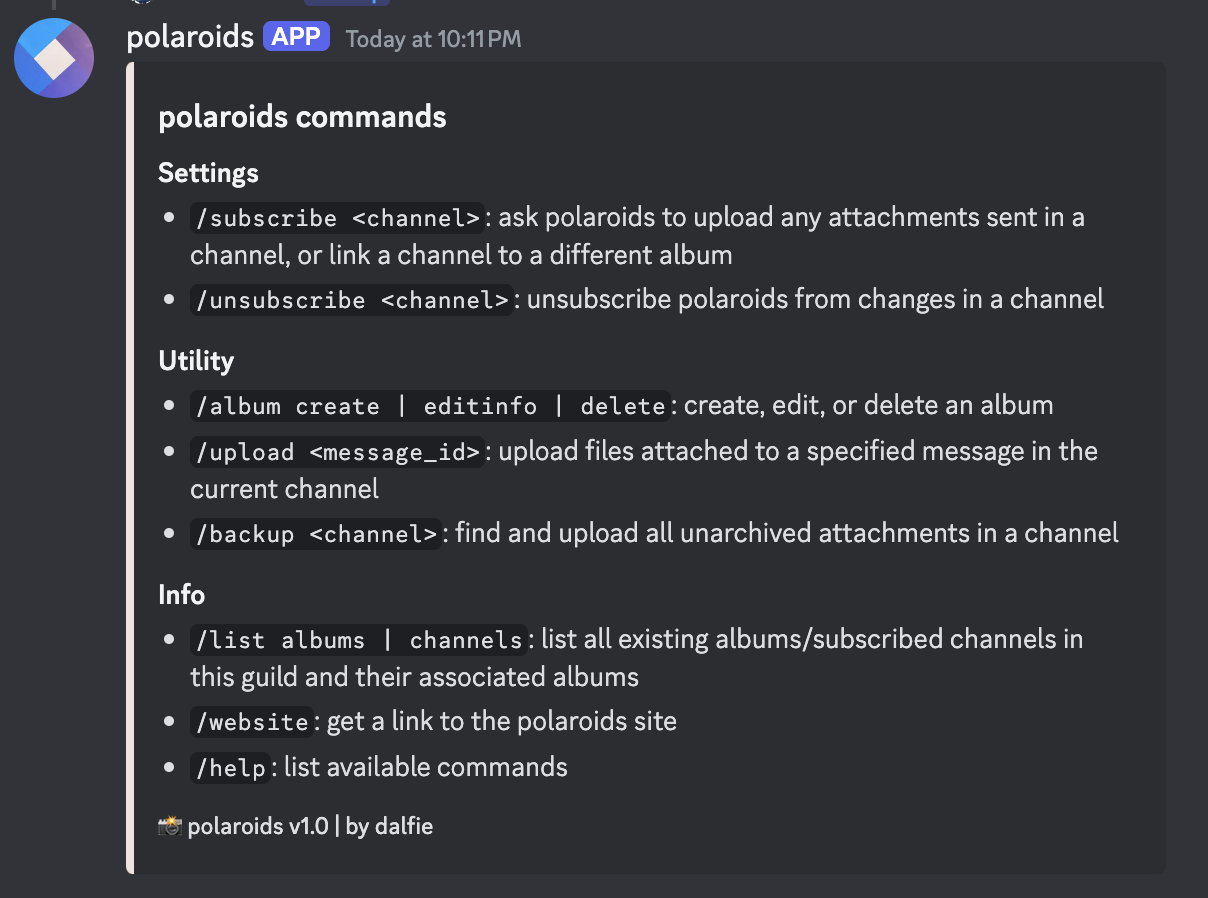 polaroids APP Today at 10:11 PM
polaroids commands
Settings
• /subscribe <channel>: ask polaroids to upload any attachments sent in a
channel, or link a channel to a different album
• /unsubscribe <channel>: unsubscribe polaroids from changes in a channel
Utility
• /album create | editinfo | delete: create, edit, or delete an album
• /upload <message_id>: upload files attached to a specified message in the
current channel
• /backup <channel>: find and upload all unarchived attachments in a channel
Info
• /list albums | channels: list all existing albums/subscribed channels in
this guild and their associated albums
• /website: get a link to the polaroids site
• /help: list available commands
📸 polaroids v1.0 | by dalfie